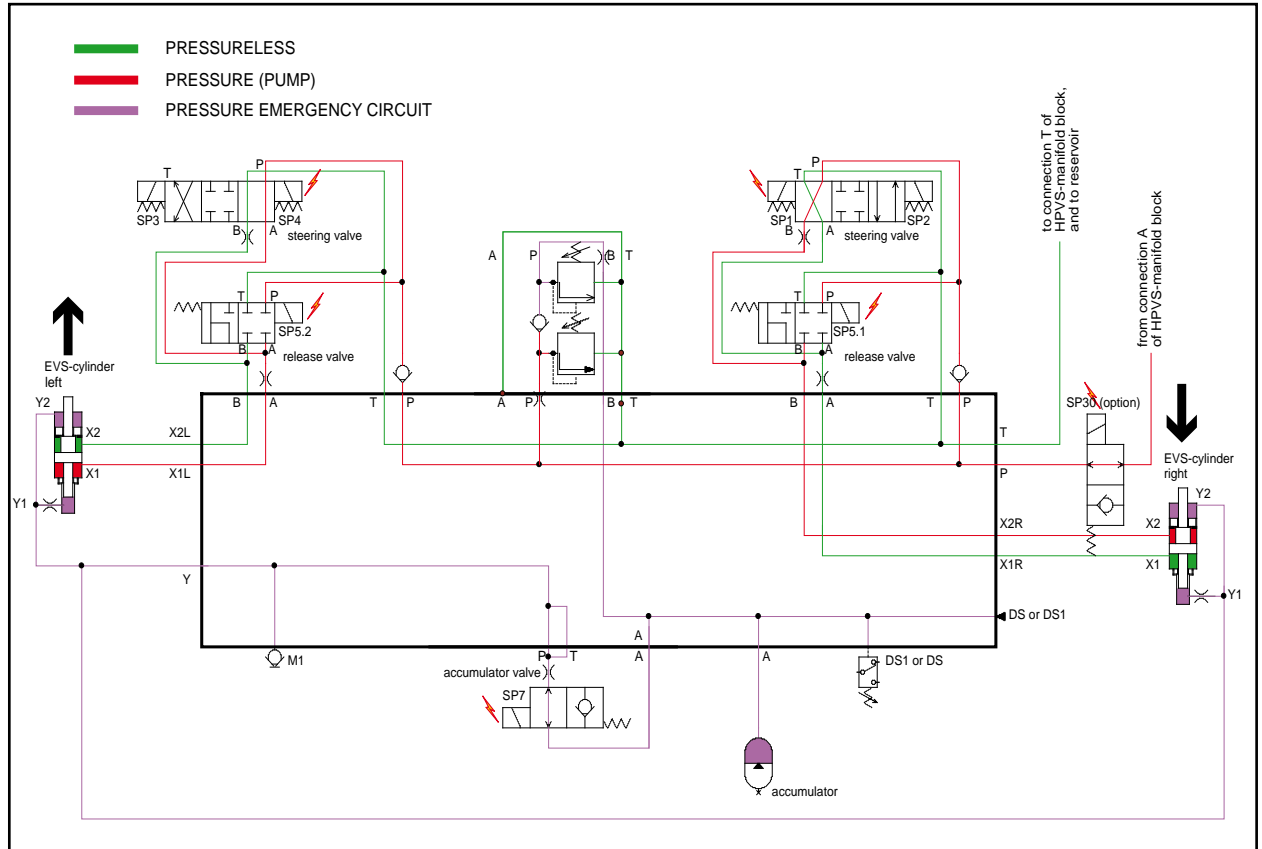 PRESSURELESS
PRESSURE (PUMP)
PRESSURE EMERGENCY CIRCUIT
to connection T of
HPVS-manifold block,
and to reservoir
from connection A
of HPVS-manifold block
T
P
SP3
SP4
B
A
steering valve
T
P
SP1
SP2
B
A
steering valve
A
P
B
T
T
P
SP5.2
B
A
release valve
T
P
SP5.1
B
A
release valve
EVS-cylinder
left
Y2
X2
X1
Y1
X2L
X1L
B
A
T
P
A
P
B
T
B
A
T
P
SP30 (option)
T
P
EVS-cylinder
right
Y2
X2
X1
Y1
X2R
X1R
Y
DS or DS1
M1
P
T
A
A
A
DS1 or DS
accumulator valve
SP7
accumulator